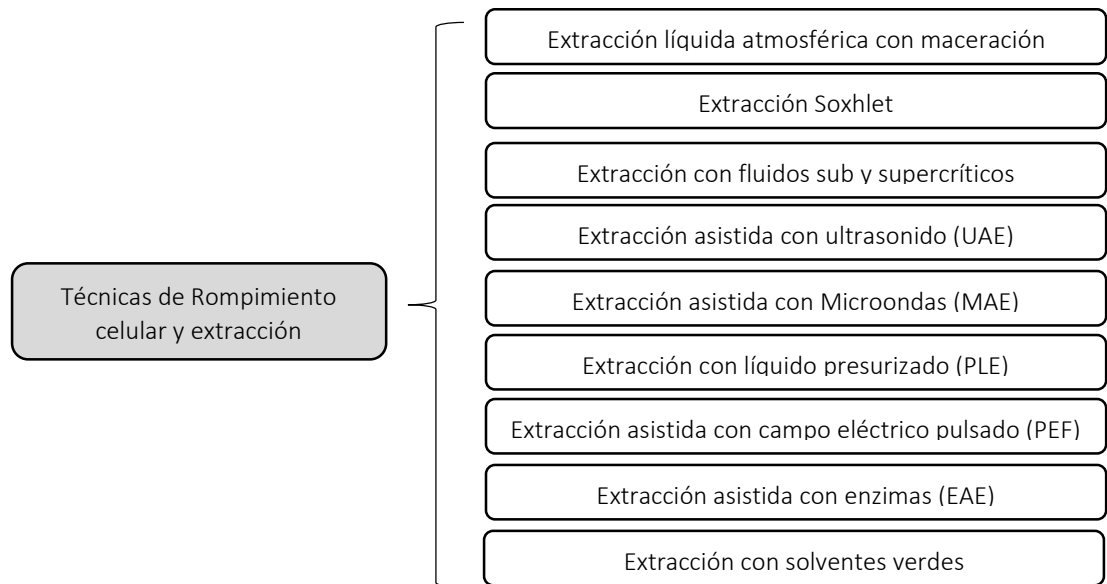 Extracción líquida atmosférica con maceración
Extracción Soxhlet
Extracción con fluidos sub y supercríticos
Extracción asistida con ultrasonido (UAE)
Técnicas de Rompimiento
celular y extracción
Extracción asistida con Microondas (MAE)
Extracción con líquido presurizado (PLE)
Extracción asistida con campo eléctrico pulsado (PEF)
Extracción asistida con enzimas (EAE)
Extracción con solventes verdes